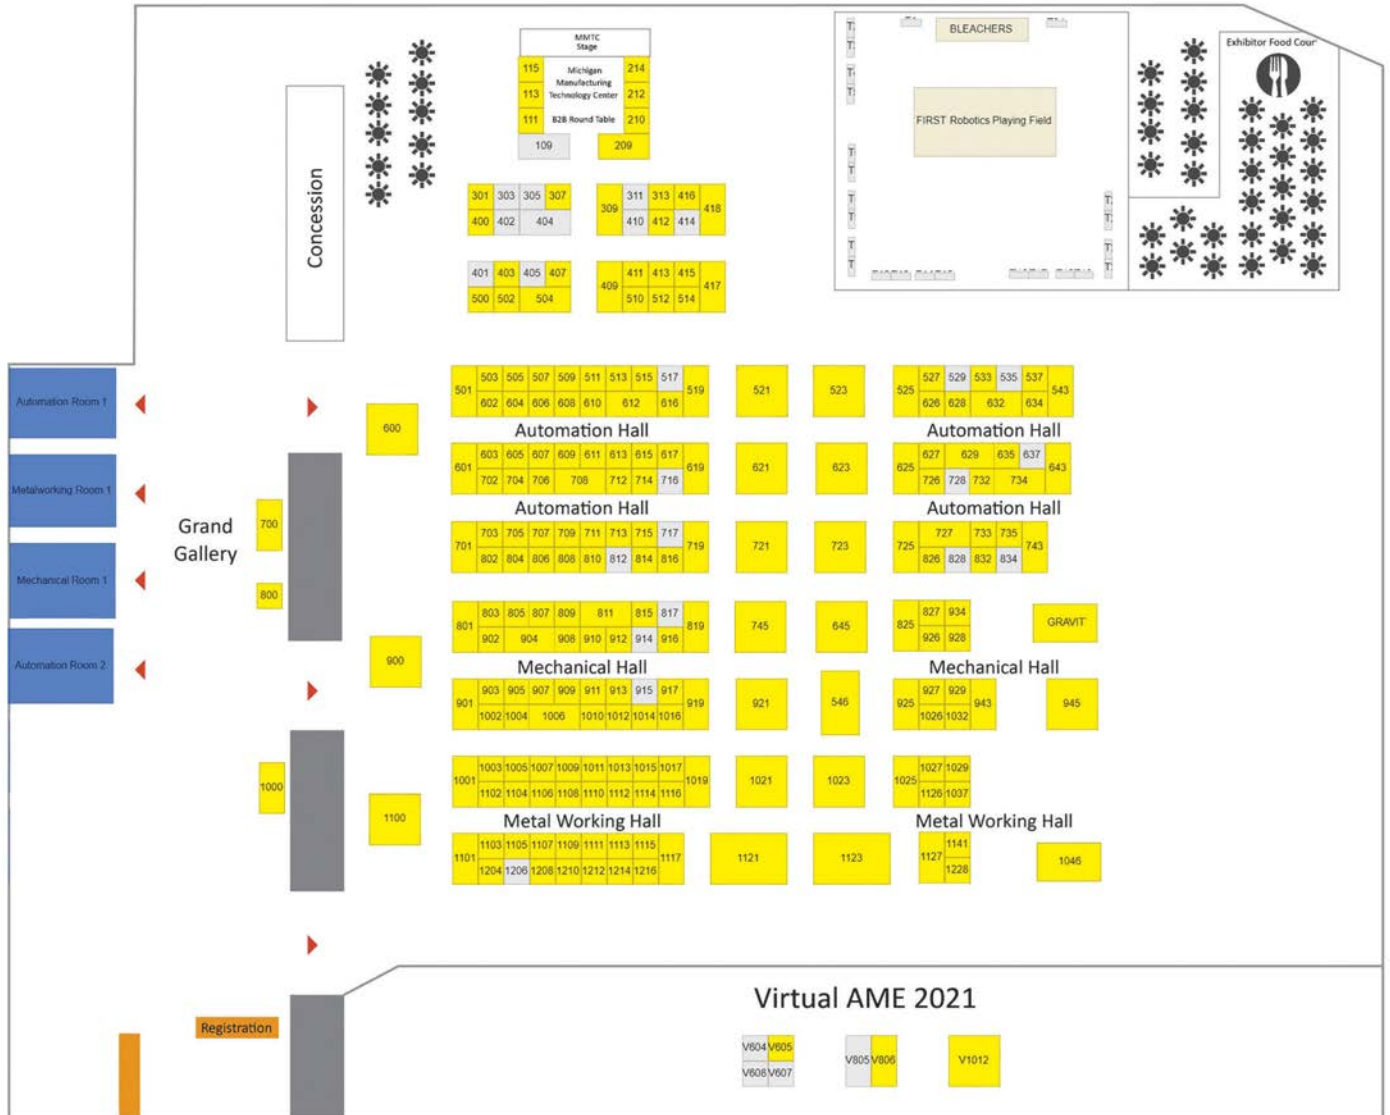 MMTC
Stage
115 Michigan 214
Manufacturing
113 Technology Center 212
111 B2B Round Table 210
109 209
BLEACHERS
FIRST Robotics Playing Field
Exhibitor Food Cour
Concession
301 303 305 307 309 311 313 416 418
400 402 404 410 412 414
401 403 405 407 409 411 413 415 417
500 502 504 510 512 514
Automation Room 1
Metalworking Room 1
Mechanical Room 1
Automation Room 2
Grand
Gallery
600
700
800
900
1000
1100
501 503 505 507 509 511 513 515 517 519 521 523 525 527 529 533 535 537 543
602 604 606 608 610 612 616 626 628 632 634
Automation Hall Automation Hall
601 603 605 607 609 611 613 615 617 619 621 623 625 627 629 635 637 643
702 704 706 708 712 714 716 726 728 732 734
Automation Hall Automation Hall
701 703 705 707 709 711 713 715 717 719 721 723 725 727 733 735 743
802 804 806 808 810 812 814 816 826 828 832 834
801 803 805 807 809 811 815 817 819 745 645 825 827 934 GRAVIT
902 904 908 910 912 914 916 926 928
Mechanical Hall Mechanical Hall
901 903 905 907 909 911 913 915 917 919 921 546 925 927 929 943 945
1002 1004 1006 1010 1012 1014 1016 1026 1032
1001 1003 1005 1007 1009 1011 1013 1015 1017 1019 1021 1023 1025 1027 1029
1102 1104 1106 1108 1110 1112 1114 1116 1126 1037
Metal Working Hall Metal Working Hall
1101 1103 1105 1107 1109 1111 1113 1115 1117 1121 1123 1127 1141 1046
1204 1206 1208 1210 1212 1214 1216 1228
Registration
Virtual AME 2021
V604 V605 V805 V806 V1012
V608 V607